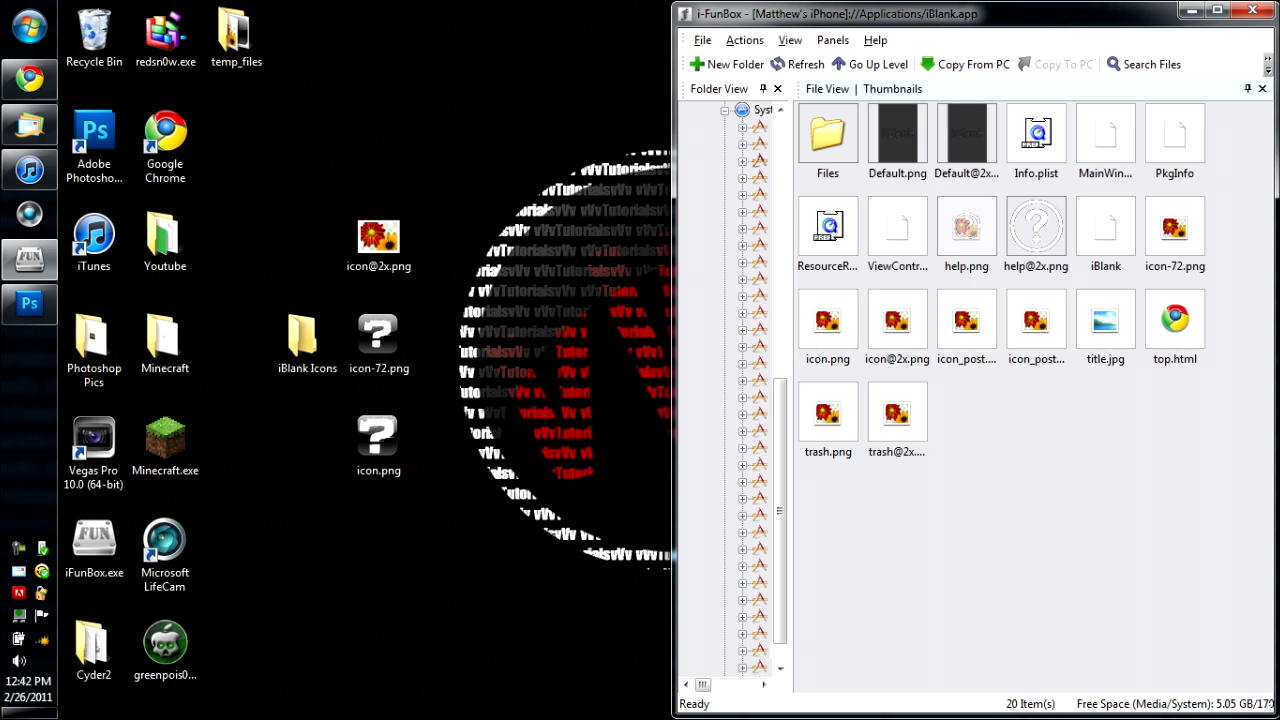 Recycle Bin
redsn0w.exe
temp_files
Ps
Adobe
Photosho...
Google
Chrome
iTunes
Youtube
icon@2x.png
FUN
Ps
Photoshop
Pics
Minecraft
iBlank Icons
?
icon-72.png
Vegas Pro
10.0 (64-bit)
Minecraft.exe
?
icon.png
FUN
iFunBox.exe
Microsoft
LifeCam
Cyder2
greenpois0...
12:42 PM
2/26/2011
i-FunBox - [Matthew's iPhone]://Applications/iBlank.app
File Actions View Panels Help
New Folder Refresh Go Up Level Copy From PC Copy To PC Search Files
Folder View
File View | Thumbnails
Syst
Files Default.png Default@2x... Info.plist MainWin... PkgInfo
ResourceR... ViewContr... help.png help@2x.png iBlank icon-72.png
icon.png icon@2x.png icon_post.... icon_post... title.jpg top.html
trash.png trash@2x....
Ready
20 Item(s)
Free Space (Media/System): 5.05 GB/179